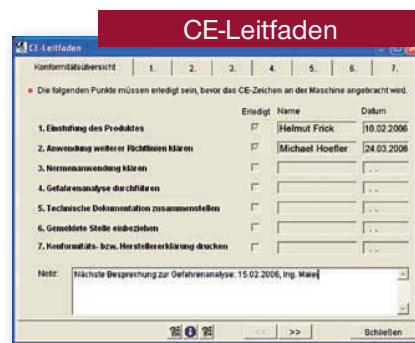 CE-Leitfaden
CE-Leitfaden
Konformitätsübersicht 1. 2. 3. 4. 5. 6. 7.
Die folgenden Punkte müssen erledigt sein, bevor das CE-Zeichen an der Maschine angebracht wird.
Erledigt Name Datum
1. Einstufung des Produktes Helmut Frick 10.02.2006
2. Anwendung weiterer Richtlinien klären Michael Hoefler 24.03.2006
3. Normenanwendung klären . .
4. Gefahrenanalyse durchführen . .
5. Technische Dokumentation zusammenstellen . .
6. Gemeldete Stelle einbeziehen . .
7. Konformitäts- bzw. Herstellererklärung drucken . .
Notiz: Nächste Besprechung zur Gefahrenanalyse: 15.02.2006, Ing. Maier
<< >> Schließen